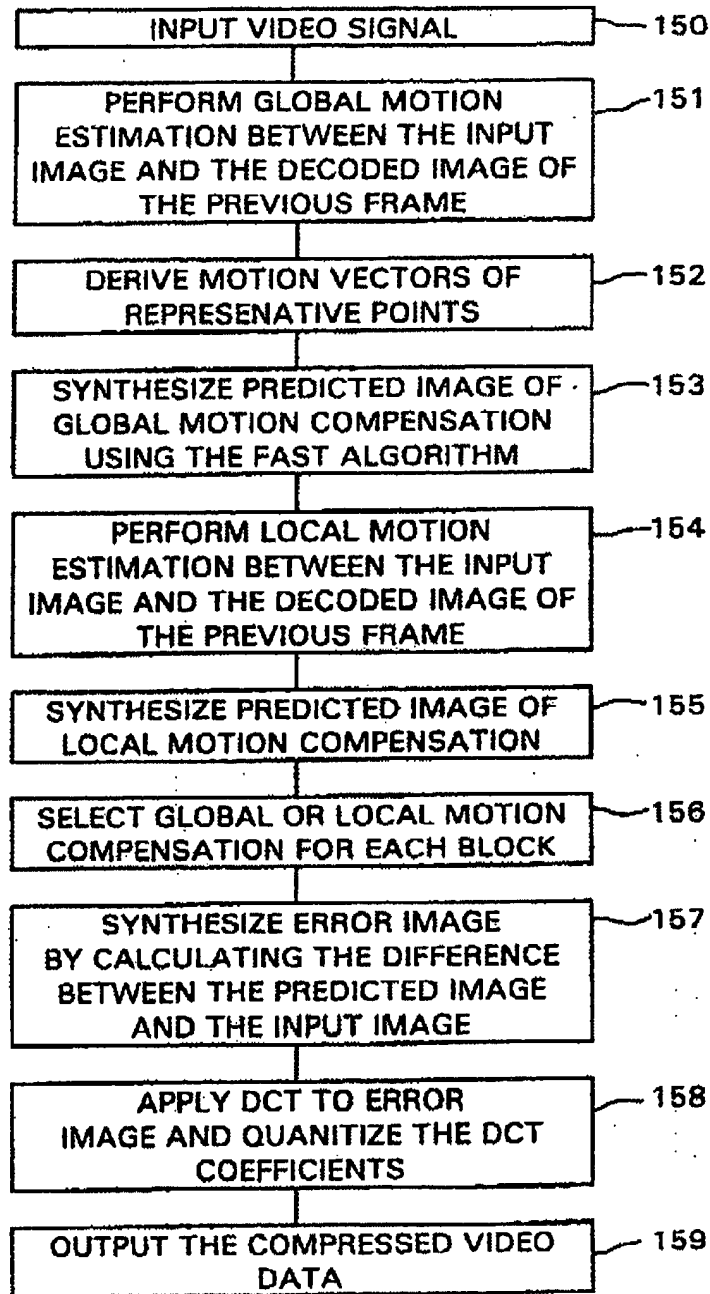 INPUT VIDEO SIGNAL 150
PERFORM GLOBAL MOTION 151
ESTIMATION BETWEEN THE INPUT
IMAGE AND THE DECODED IMAGE OF
THE PREVIOUS FRAME
DERIVE MOTION VECTORS OF 152
REPRESENATIVE POINTS
SYNTHESIZE PREDICTED IMAGE OF 153
GLOBAL MOTION COMPENSATION
USING THE FAST ALGORITHM
PERFORM LOCAL MOTION 154
ESTIMATION BETWEEN THE INPUT
IMAGE AND THE DECODED IMAGE OF
THE PREVIOUS FRAME
SYNTHESIZE PREDICTED IMAGE OF 155
LOCAL MOTION COMPENSATION
SELECT GLOBAL OR LOCAL MOTION 156
COMPENSATION FOR EACH BLOCK
SYNTHESIZE ERROR IMAGE 157
BY CALCULATING THE DIFFERENCE
BETWEEN THE PREDICTED IMAGE
AND THE INPUT IMAGE
APPLY DCT TO ERROR 158
IMAGE AND QUANITIZE THE DCT
COEFFICIENTS
OUTPUT THE COMPRESSED VIDEO 159
DATA